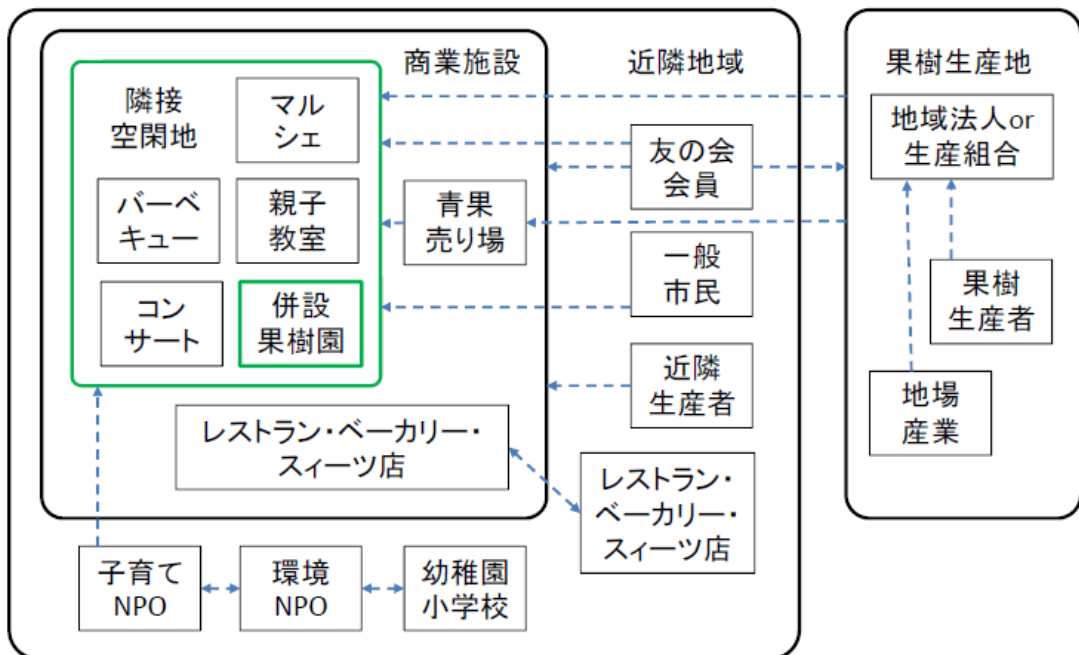 商業施設
近隣地域
果樹生産地
隣接
空閑地
マル
シェ
バーベ
キュー
親子
教室
コン
サート
併設
果樹園
青果
売り場
友の会
会員
一般
市民
近隣
生産者
地域法人or
生産組合
果樹
生産者
地場
産業
レストラン・ベーカリー・
スィーツ店
レストラン・
ベーカリー・
スィーツ店
子育て
NPO
環境
NPO
幼稚園
小学校